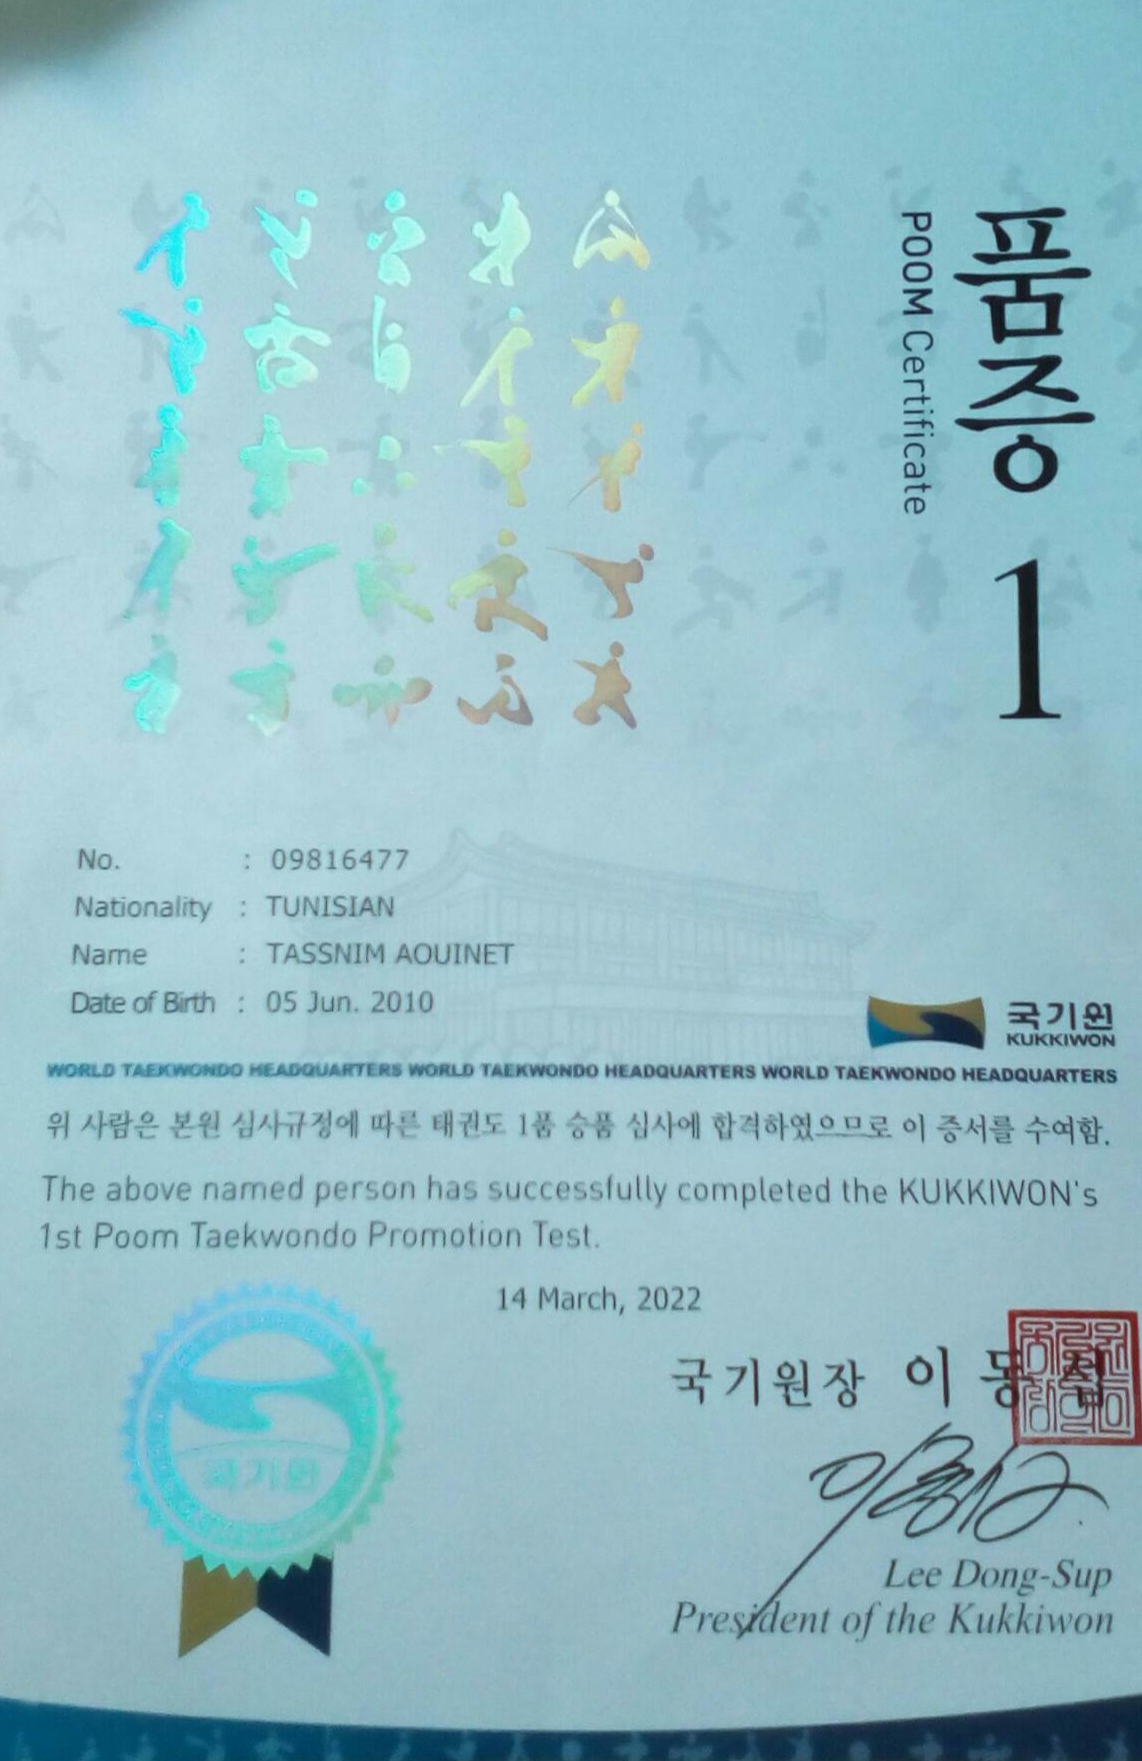 품증 1
POOM Certificate
No. : 09816477
Nationality : TUNISIAN
Name : TASSNIM AOUINET
Date of Birth : 05 Jun. 2010
국기원
KUKKIWON
WORLD TAEKWONDO HEADQUARTERS WORLD TAEKWONDO HEADQUARTERS WORLD TAEKWONDO HEADQUARTERS
위 사람은 본원 심사규정에 따른 태권도 1품 승품 심사에 합격하였으므로 이 증서를 수여함.
The above named person has successfully completed the KUKKIWON's
1st Poom Taekwondo Promotion Test.
14 March, 2022
국기원
국기원장 이 동 섭
Lee Dong-Sup
President of the Kukkiwon